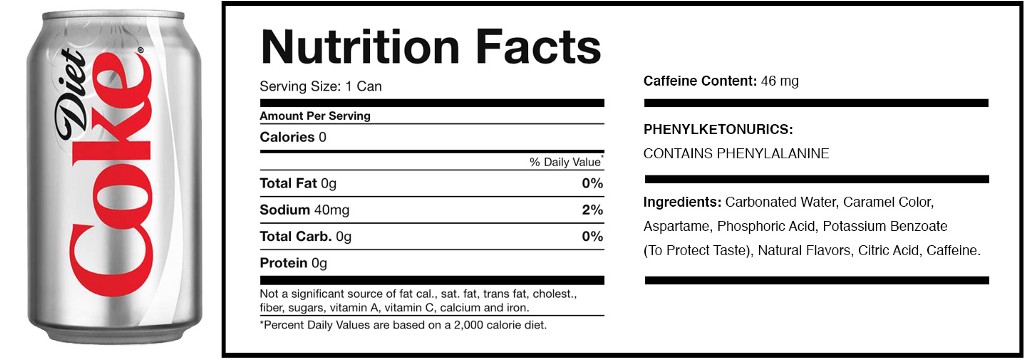 Diet
Coke®
Nutrition Facts
Serving Size: 1 Can
Amount Per Serving
Calories 0
% Daily Value*
Total Fat 0g 0%
Sodium 40mg 2%
Total Carb. 0g 0%
Protein 0g
Not a significant source of fat cal., sat. fat, trans fat, cholest.,
fiber, sugars, vitamin A, vitamin C, calcium and iron.
*Percent Daily Values are based on a 2,000 calorie diet.
Caffeine Content: 46 mg
PHENYLKETONURICS:
CONTAINS PHENYLALANINE
Ingredients: Carbonated Water, Caramel Color,
Aspartame, Phosphoric Acid, Potassium Benzoate
(To Protect Taste), Natural Flavors, Citric Acid, Caffeine.